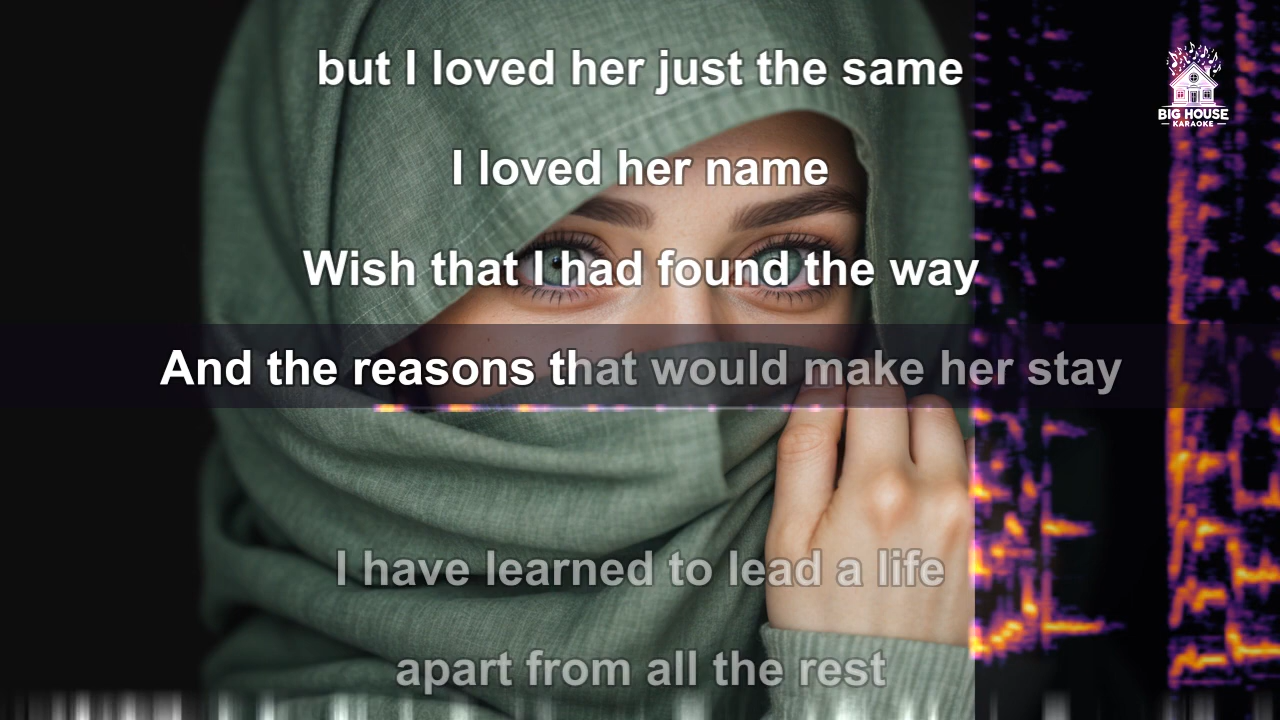 but I loved her just the same
BIG HOUSE
KARAOKE
I loved her name
Wish that I had found the way
And the reasons that would make her stay
I have learned to lead a life
apart from all the rest